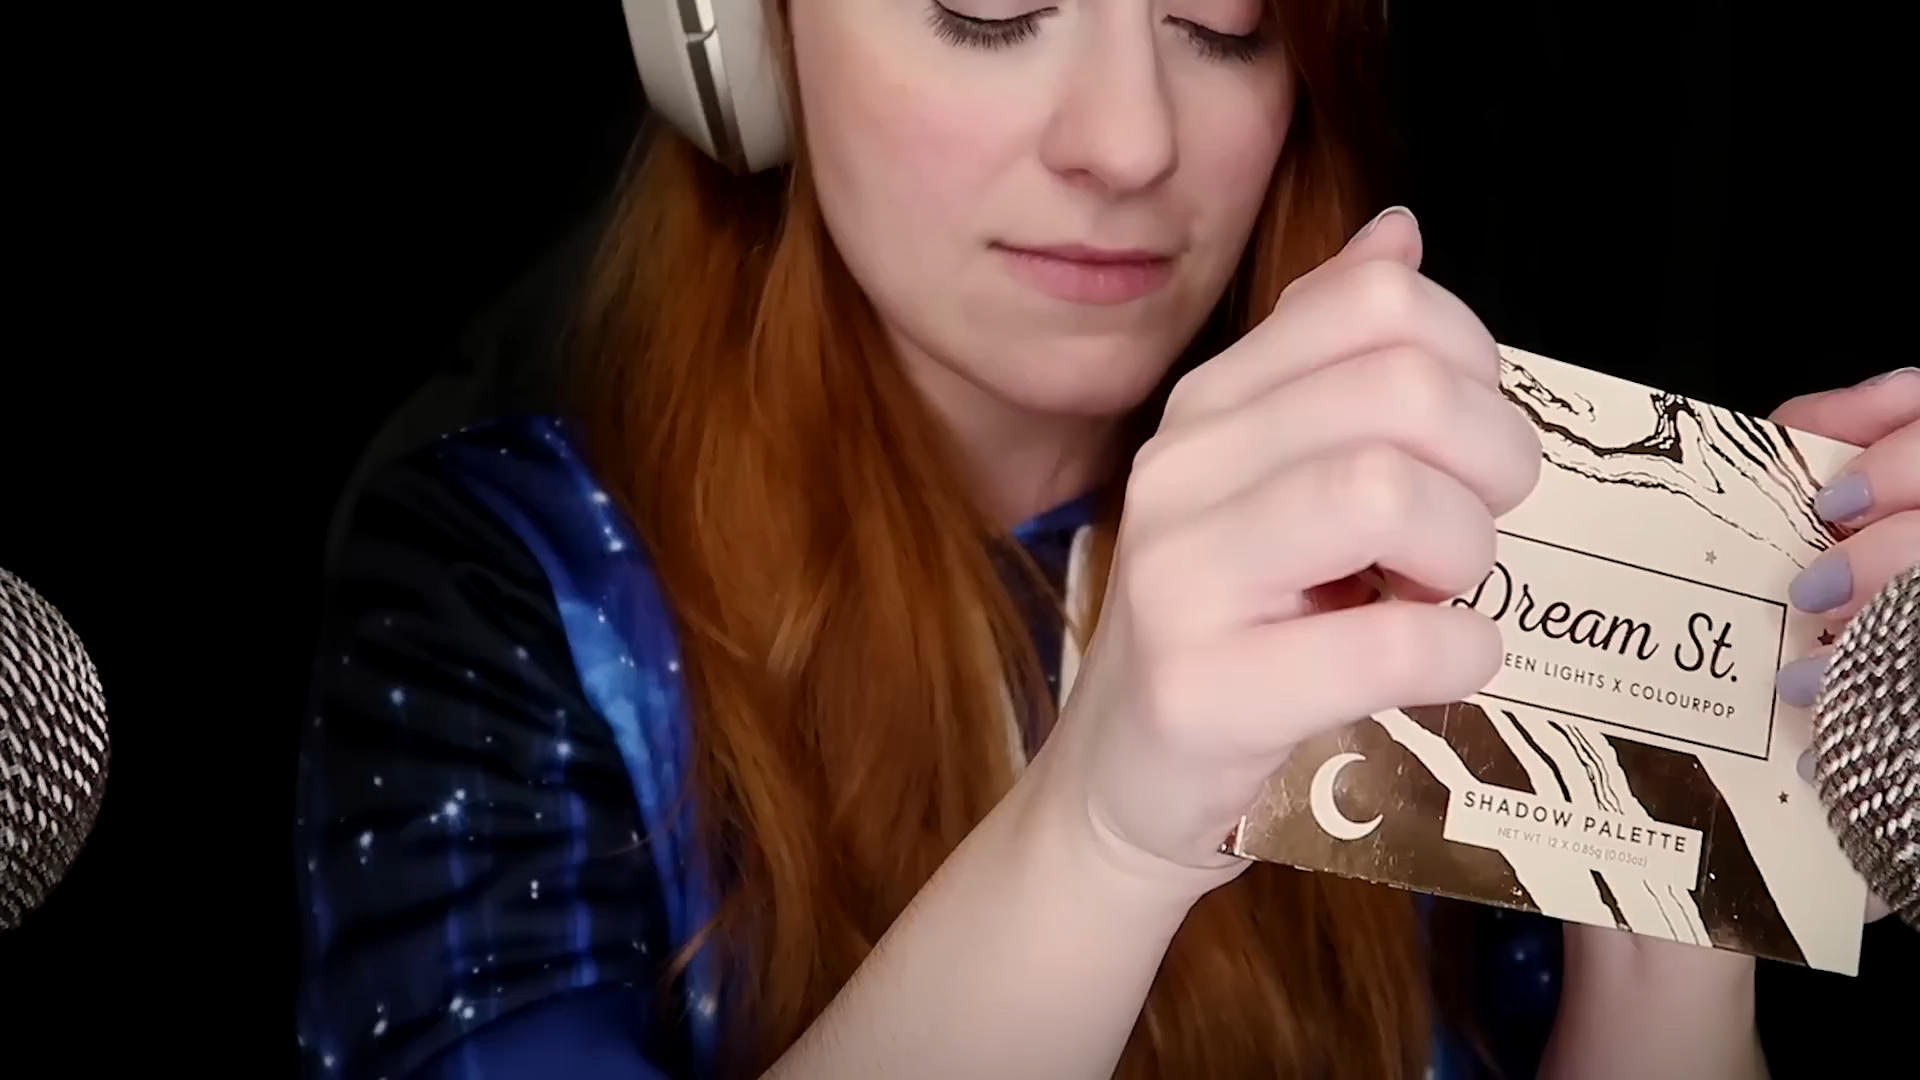 Dream St.
EEN LIGHTS X COLOURPOP
SHADOW PALETTE
NET WT. 12 X 0.85g (0.03oz)